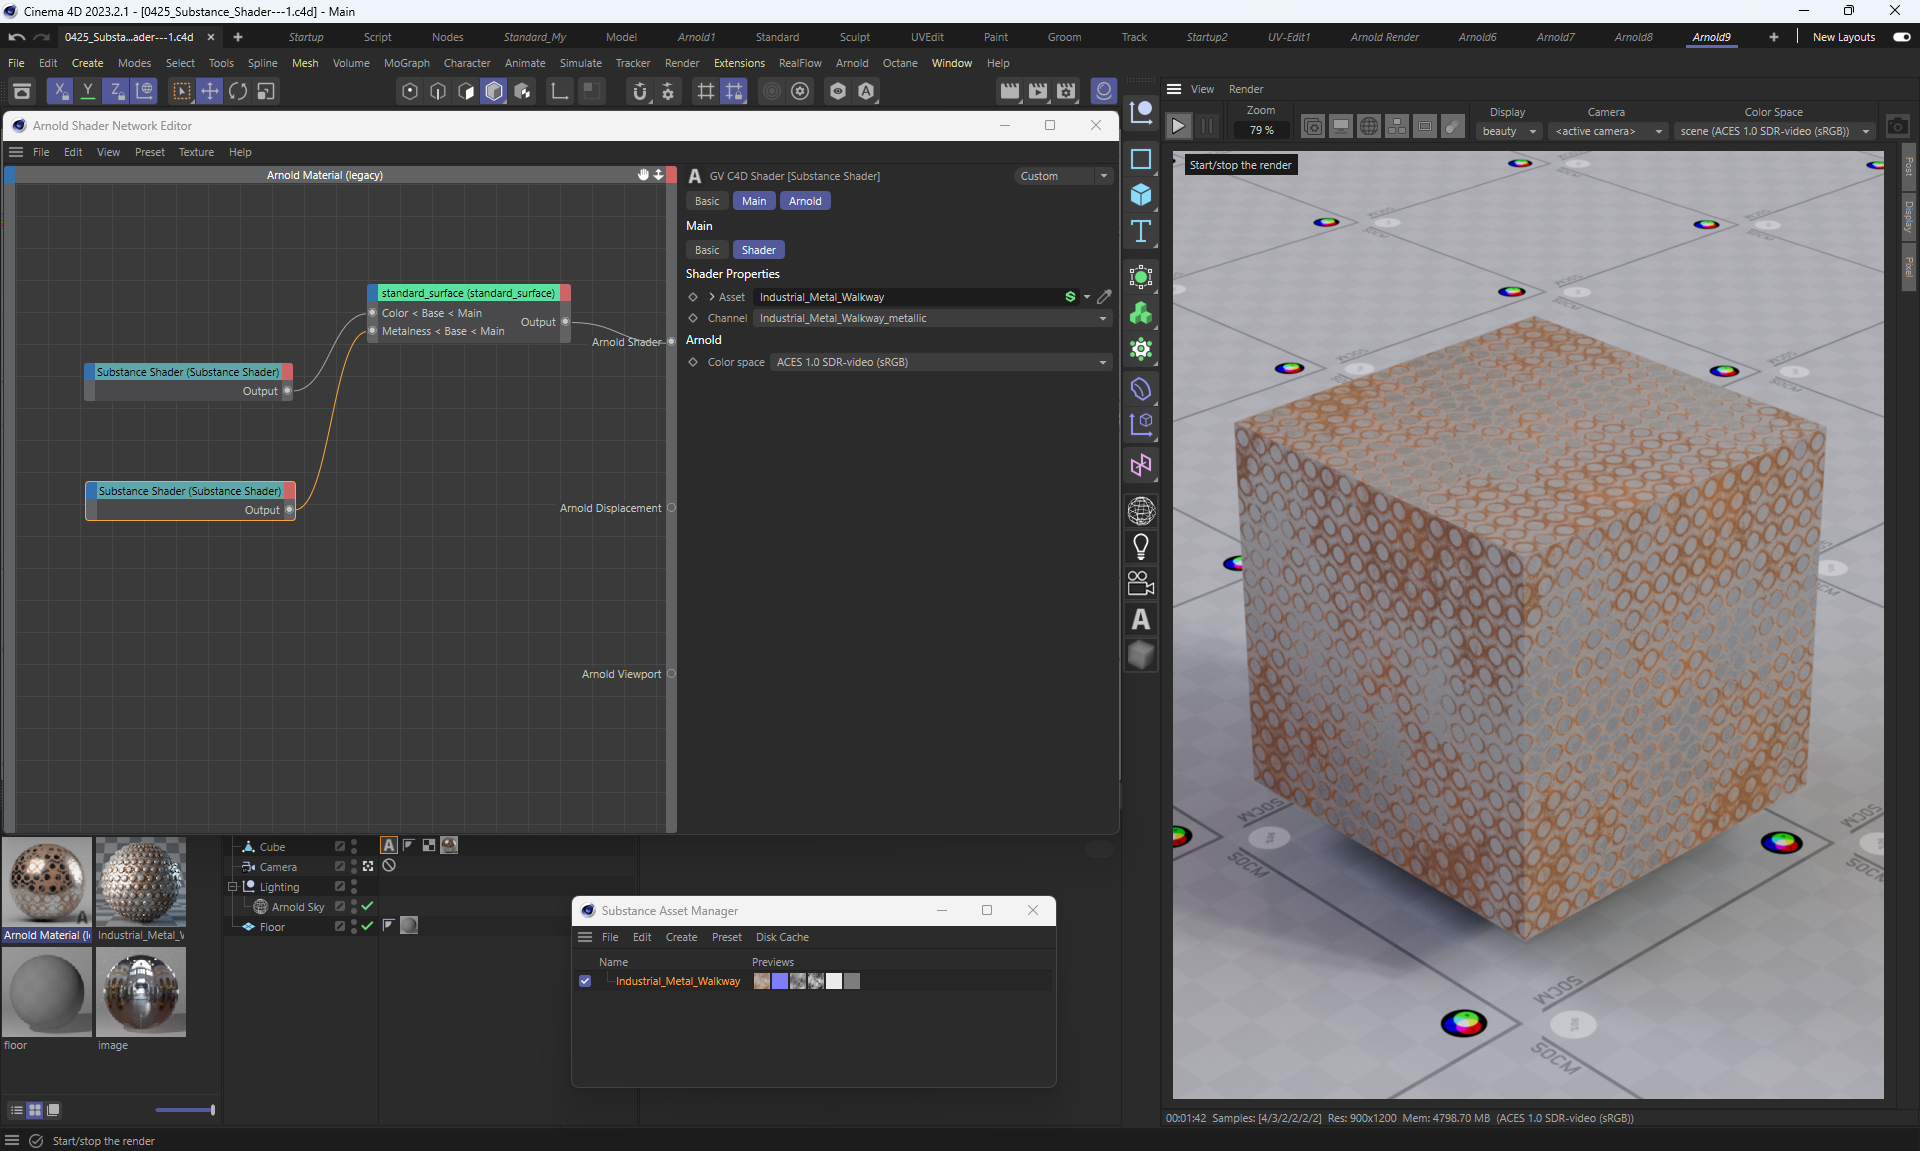 Cinema 4D 2023.2.1 - [0425_Substance_Shader---1.c4d] - Main
0425_Substa...ader---1.c4d
Startup Script Nodes Standard_My Model Arnold1 Standard Sculpt UVEdit Paint Groom Track Startup2 UV-Edit1 Arnold Render Arnold6 Arnold7 Arnold8 Arnold9 New Layouts
File Edit Create Modes Select Tools Spline Mesh Volume MoGraph Character Animate Simulate Tracker Render Extensions RealFlow Arnold Octane Window Help
X Y Z
View Render
Zoom Display Camera Color Space
79 % beauty <active camera> scene (ACES 1.0 SDR-video (sRGB))
Start/stop the render
Post
Display
Pixel
Arnold Shader Network Editor
File Edit View Preset Texture Help
Arnold Material (legacy)
standard_surface (standard_surface)
Color < Base < Main
Metalness < Base < Main
Output
Arnold Shader
Substance Shader (Substance Shader)
Output
Substance Shader (Substance Shader)
Output
Arnold Displacement
Arnold Viewport
GV C4D Shader [Substance Shader] Custom
Basic Main Arnold
Main
Basic Shader
Shader Properties
Asset Industrial_Metal_Walkway
Channel Industrial_Metal_Walkway_metallic
Arnold
Color space ACES 1.0 SDR-video (sRGB)
Arnold Material (l
Industrial_Metal_W
floor
image
Cube
Camera
Lighting
Arnold Sky
Floor
Substance Asset Manager
File Edit Create Preset Disk Cache
Name Previews
Industrial_Metal_Walkway
50CM
50CM
50CM
50CM
50CM
50CM
00:01:42 Samples: [4/3/2/2/2/2] Res: 900x1200 Mem: 4798.70 MB (ACES 1.0 SDR-video (sRGB))
Start/stop the render